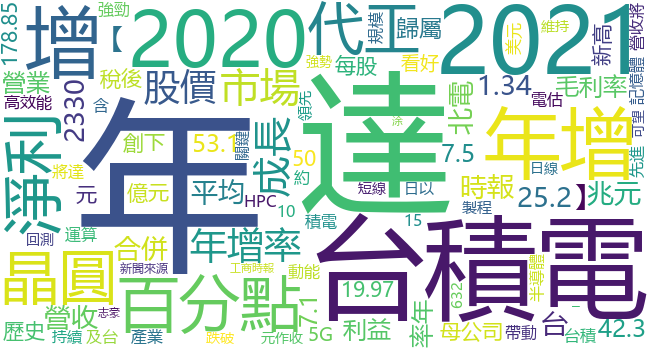 178.85
強勁
增
【
2020
代工
強勢
規模
歸屬
2021
美元
維持
新高
營收將
營業
稅後
股價
市場
每股
看好
1.34
毛利率
記憶體
高效能
含
2330
領先
北電
電估
可望
淨利
創下
53.1
關鍵
成長
年
達
涂
7.5
年增
日線
先進
將達
元
億元
平均
HPC
50
約
短線
日以
時報
25.2
】
兆元
10
積電
15
製程
回測
運算
合併
年增率
台積電
晶圓
新聞來源
工商時報
動能
632
半導體
百分點
7.1
19.97
歷史
營收
志豪
持續
及台
產業
跌破
元作收
5G
利益
率年
母公司
帶動
台
台積
42.3